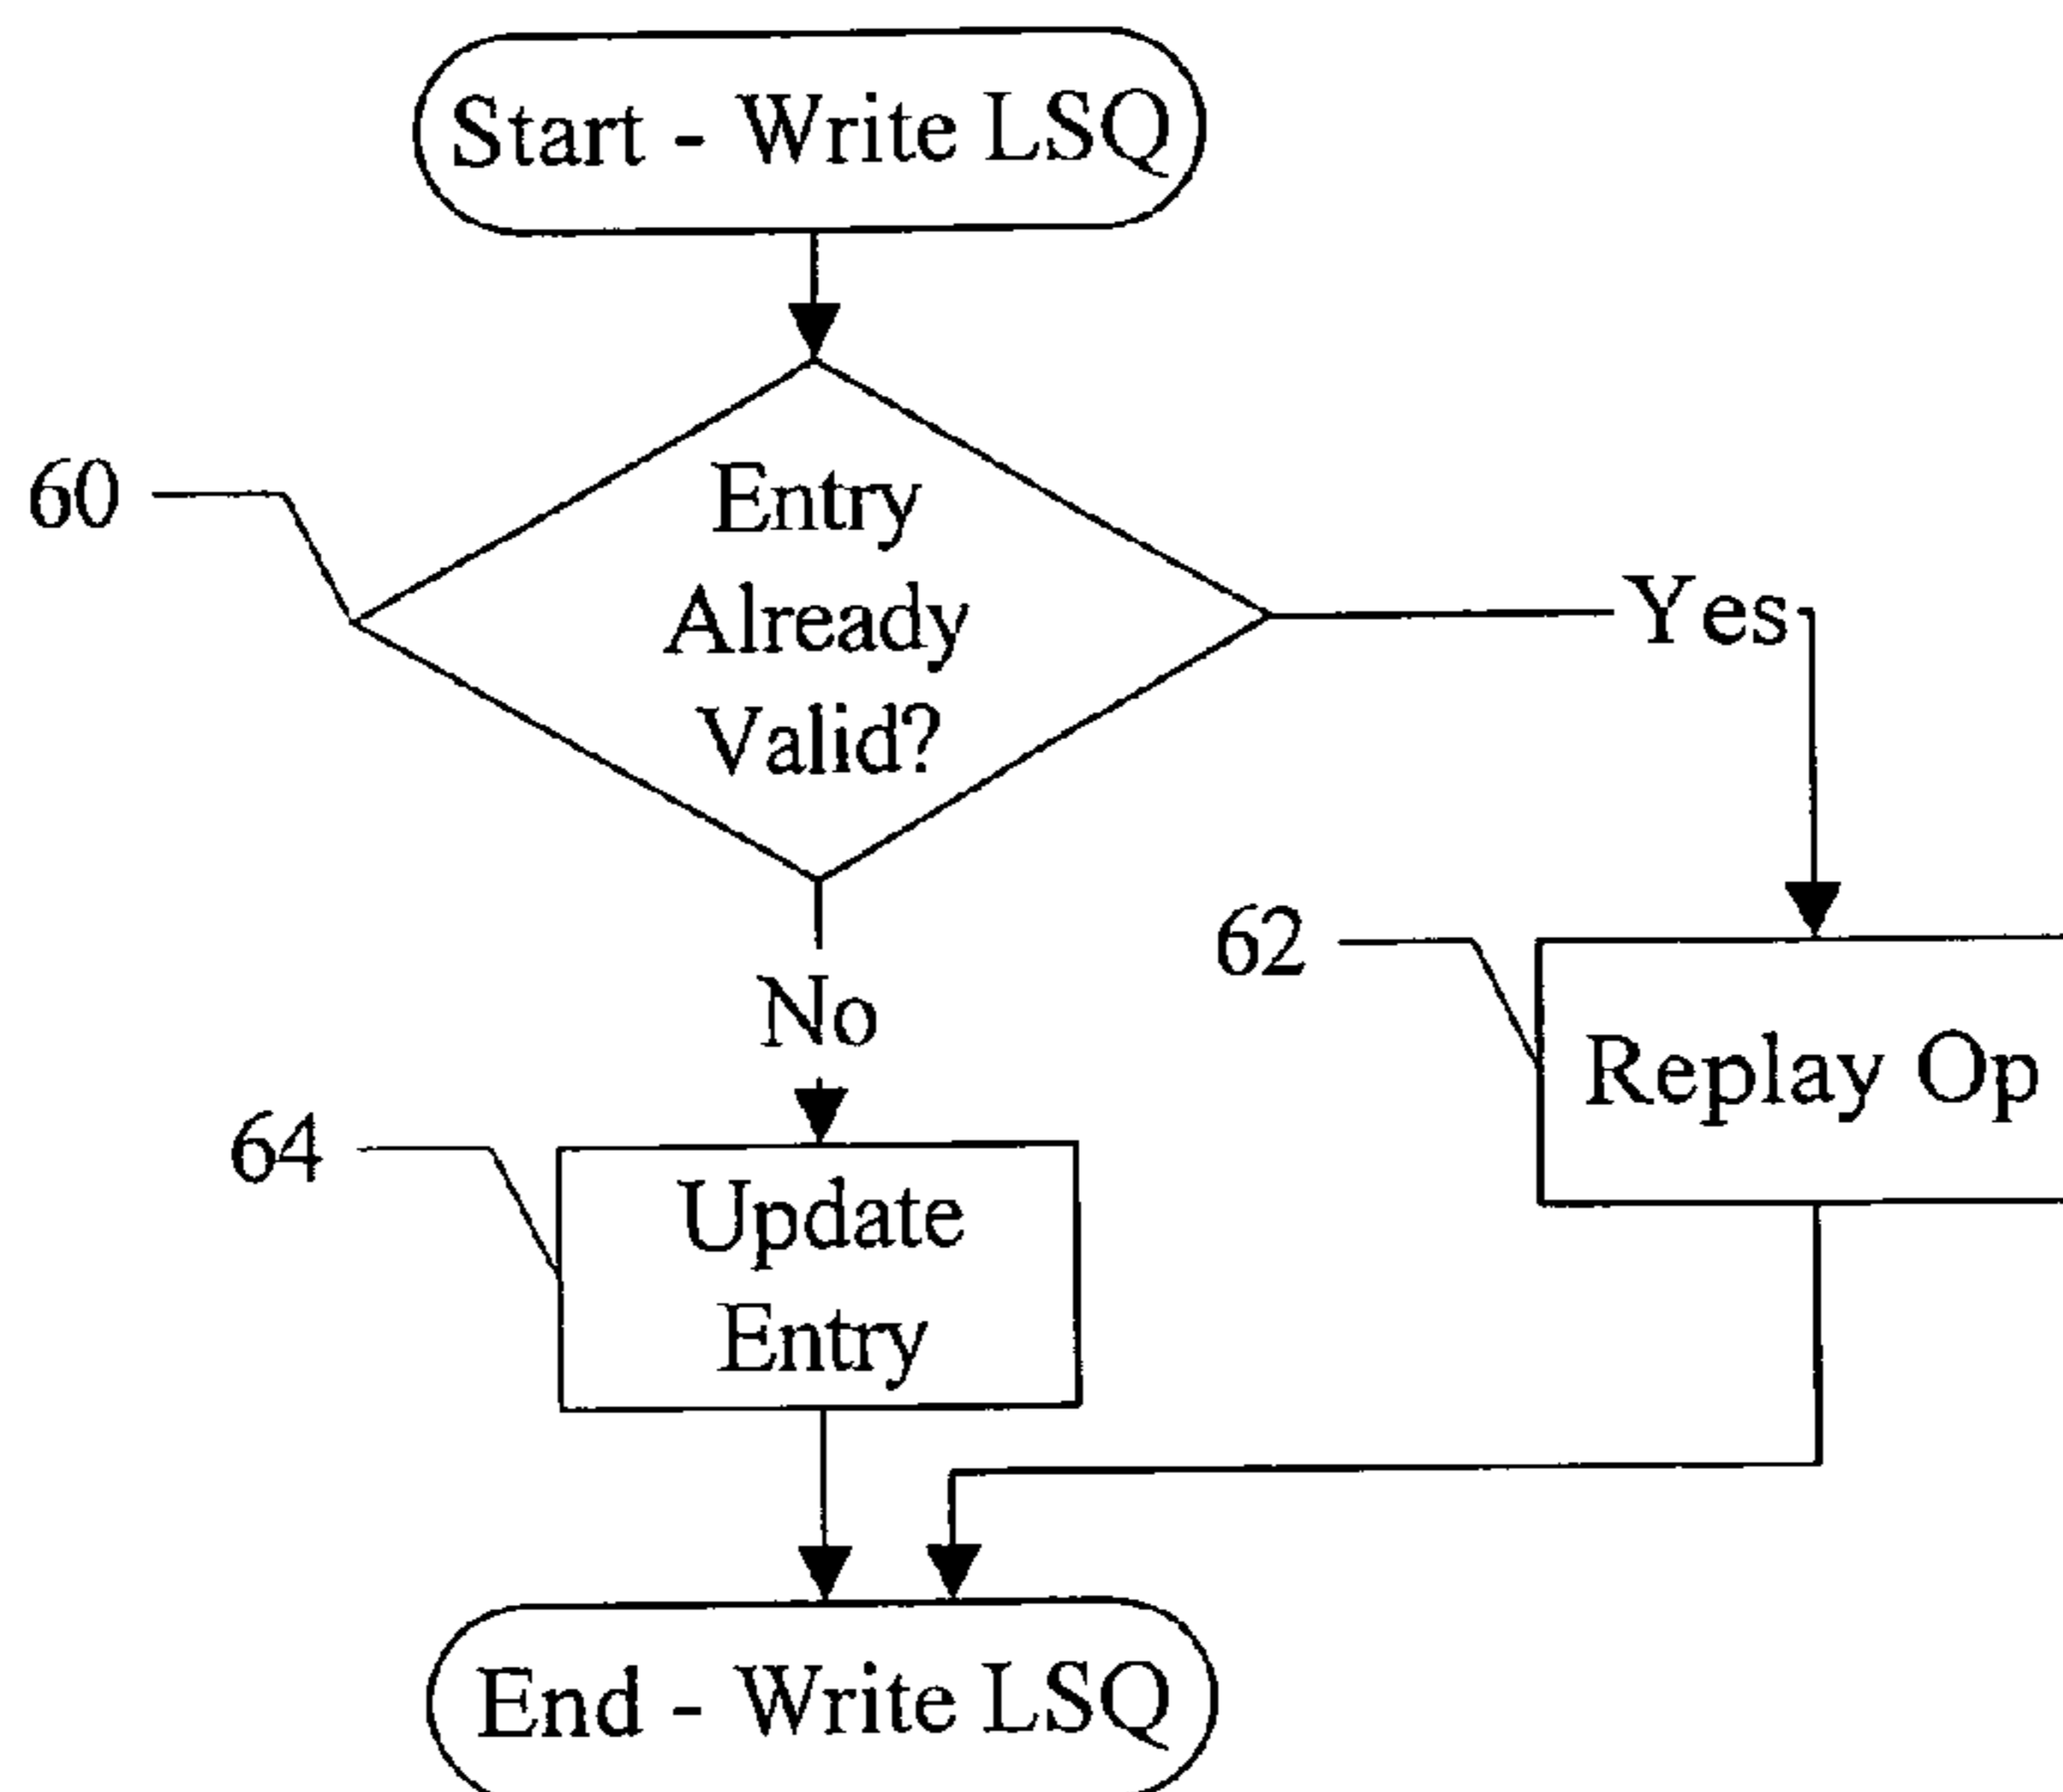 Start - Write LSQ
60
Entry
Already
Valid?
Yes
No
62
Replay Op
64
Update
Entry
End - Write LSQ